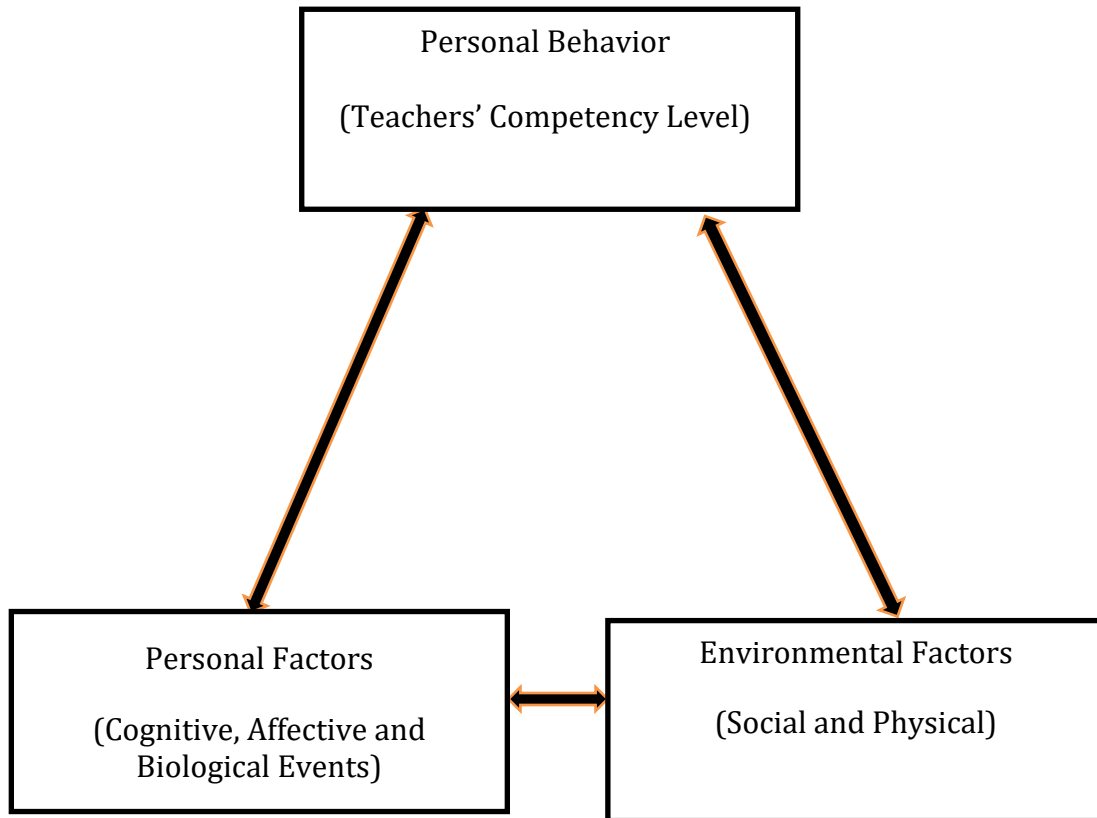 Personal Behavior
(Teachers’ Competency Level)
Personal Factors
(Cognitive, Affective and
Biological Events)
Environmental Factors
(Social and Physical)